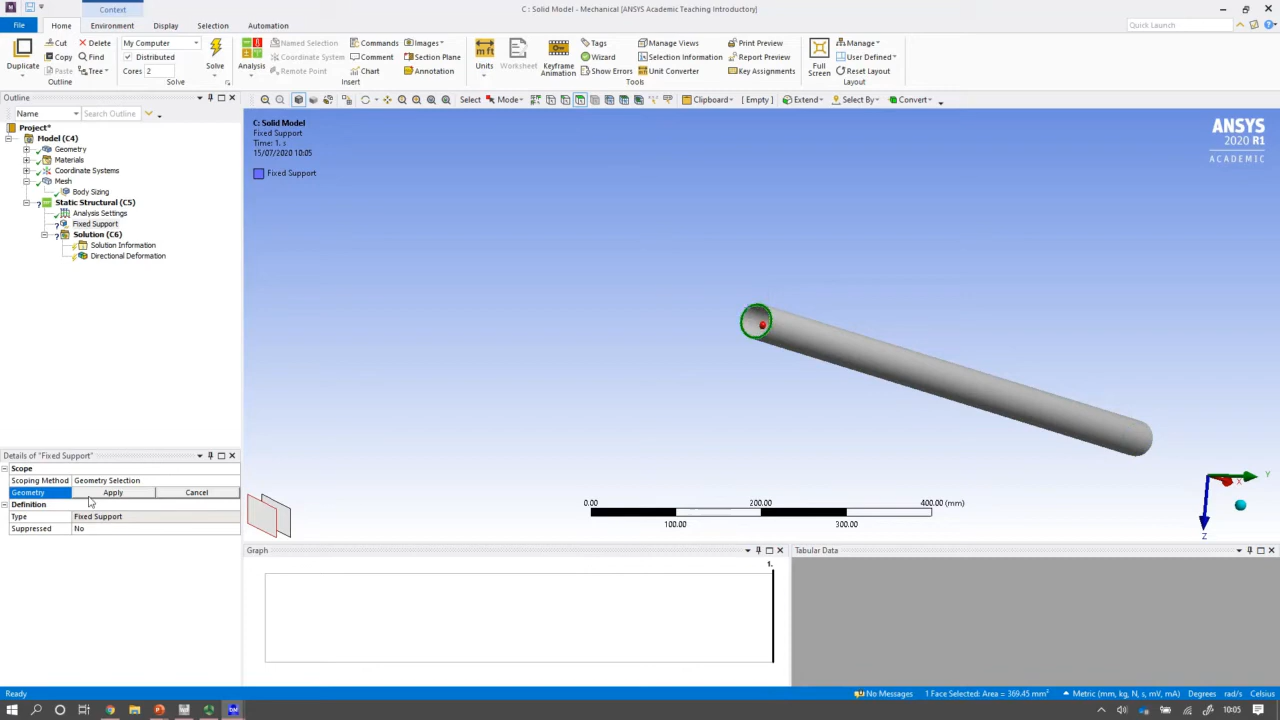 Context
C : Solid Model - Mechanical [ANSYS Academic Teaching Introductory]
File Home Environment Display Selection Automation Quick Launch
Duplicate Cut Copy Paste Delete Find Tree
Outline
My Computer
Distributed
Cores 2
Solve
Solve
Analysis Named Selection Coordinate System Remote Point Commands Comment Chart Images Section Plane Annotation
Insert
Units Worksheet Keyframe Animation Tags Wizard Show Errors Manage Views Selection Information Unit Converter Print Preview Report Preview Key Assignments
Tools
Full Screen Manage User Defined Reset Layout
Layout
Outline
Select Mode Clipboard [ Empty ] Extend Select By Convert
Name Search Outline
Project*
Model (C4)
Geometry
Materials
Coordinate Systems
Mesh
Body Sizing
Static Structural (C5)
Analysis Settings
Fixed Support
Solution (C6)
Solution Information
Directional Deformation
C: Solid Model
Fixed Support
Time: 1. s
15/07/2020 10:05
Fixed Support
ANSYS
2020 R1
ACADEMIC
Details of "Fixed Support"
Scope
Scoping Method Geometry Selection
Geometry Apply Cancel
Definition
Type Fixed Support
Suppressed No
0.00 200.00 400.00 (mm)
100.00 300.00
Y
X
Z
Graph
1.
Tabular Data
Ready
No Messages 1 Face Selected: Area = 369.45 mm² Metric (mm, kg, N, s, mV, mA) Degrees rad/s Celsius
10:05